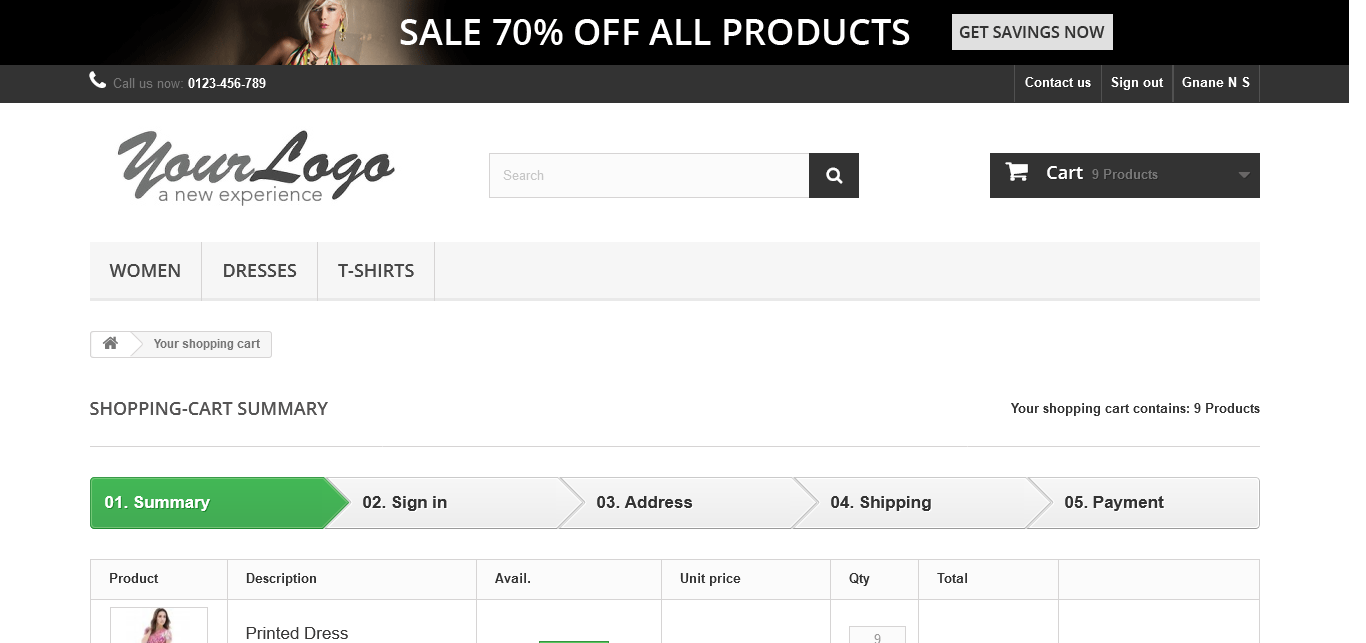 SALE 70% OFF ALL PRODUCTS GET SAVINGS NOW
Call us now: 0123-456-789 Contact us Sign out Gnane N S
Your Logo
a new experience
Search
Cart 9 Products
WOMEN DRESSES T-SHIRTS
Your shopping cart
SHOPPING-CART SUMMARY Your shopping cart contains: 9 Products
01. Summary 02. Sign in 03. Address 04. Shipping 05. Payment
Product Description Avail. Unit price Qty Total
Printed Dress
9